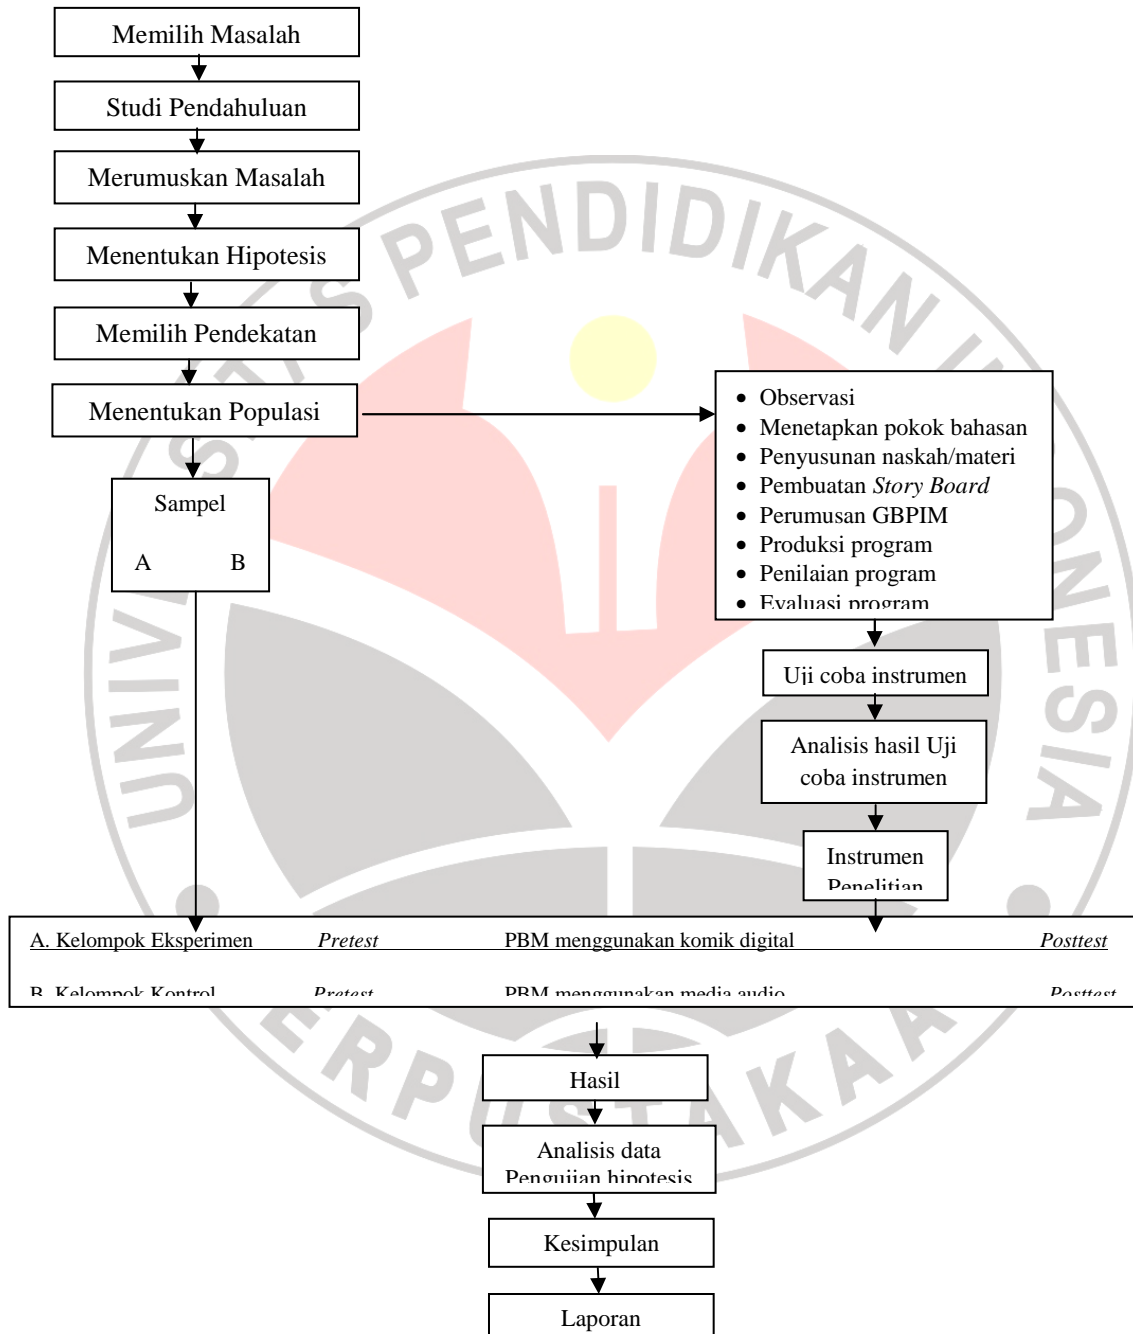 Memilih Masalah
Studi Pendahuluan
Merumuskan Masalah
Menentukan Hipotesis
Memilih Pendekatan
Menentukan Populasi
Sampel
A B
• Observasi
• Menetapkan pokok bahasan
• Penyusunan naskah/materi
• Pembuatan Story Board
• Perumusan GBPIM
• Produksi program
• Penilaian program
• Evaluasi program
Uji coba instrumen
Analisis hasil Uji
coba instrumen
Instrumen
Penelitian
A. Kelompok Eksperimen Pretest PBM menggunakan komik digital Posttest
B. Kelompok Kontrol Pretest PBM menggunakan media audio Posttest
Hasil
Analisis data
Pengujian hipotesis
Kesimpulan
Laporan
PENDIDIKAN